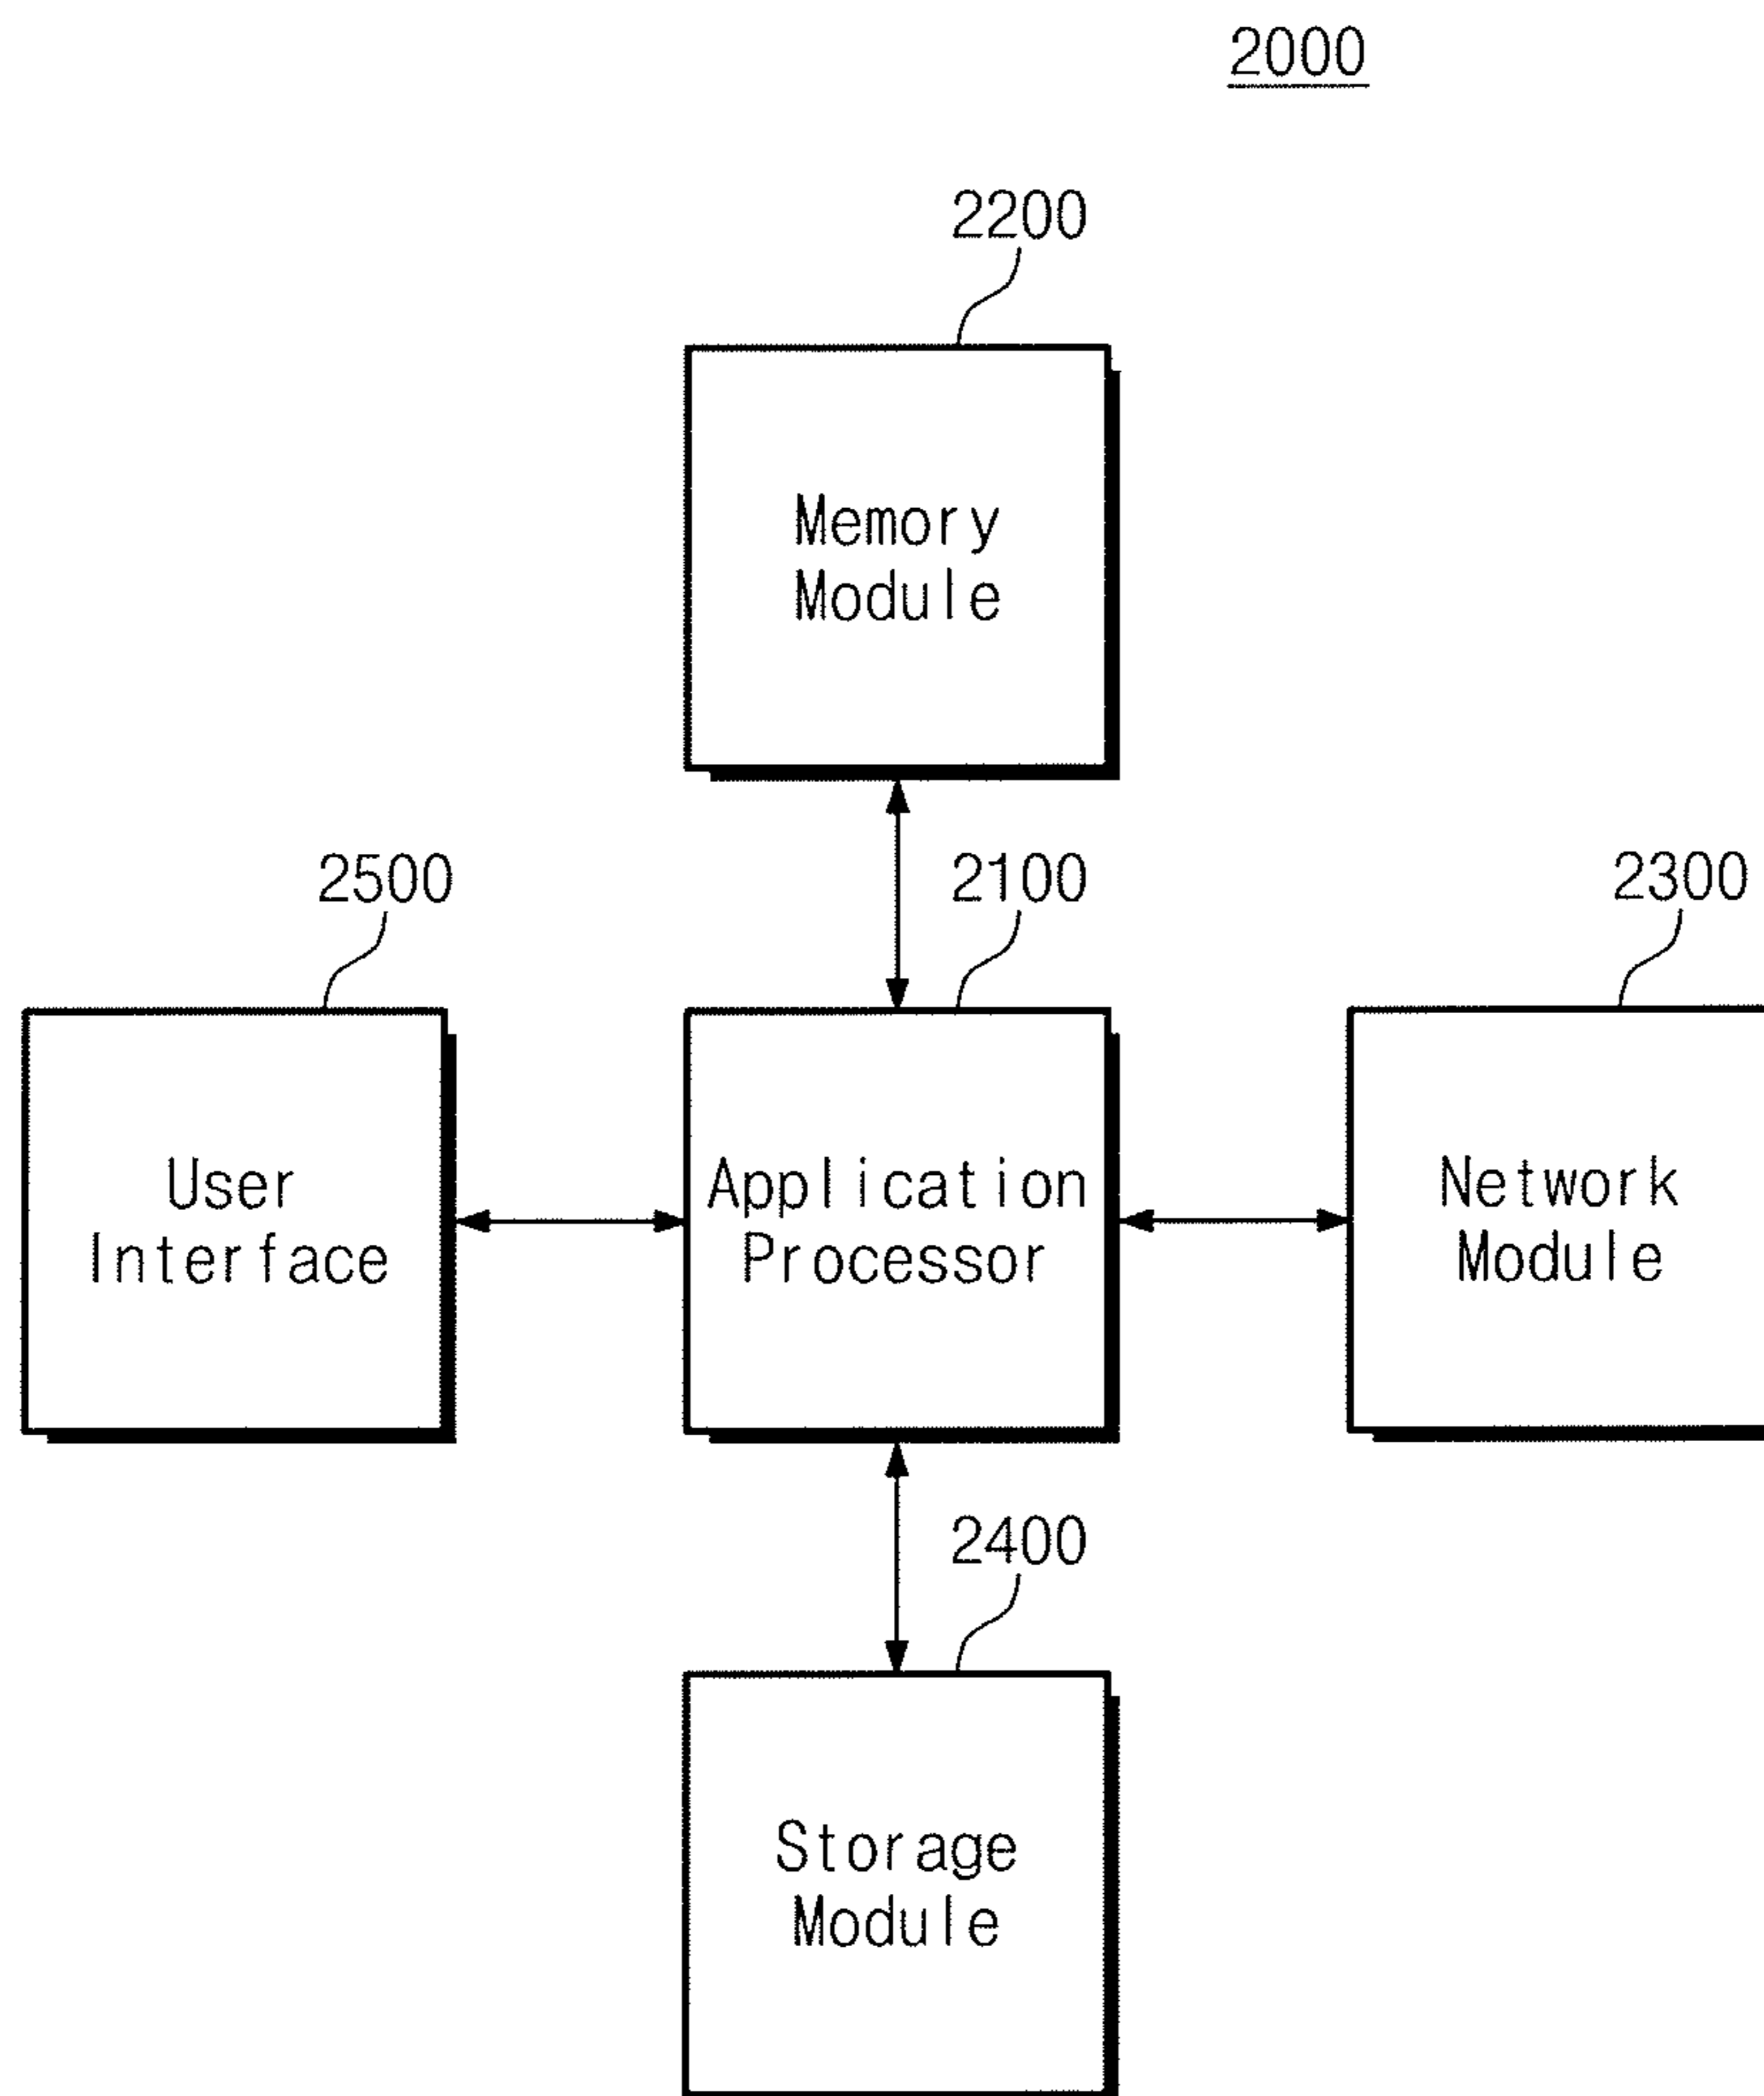 2000
2200
Memory
Module
2500
2100
2300
User
Interface
Application
Processor
Network
Module
2400
Storage
Module